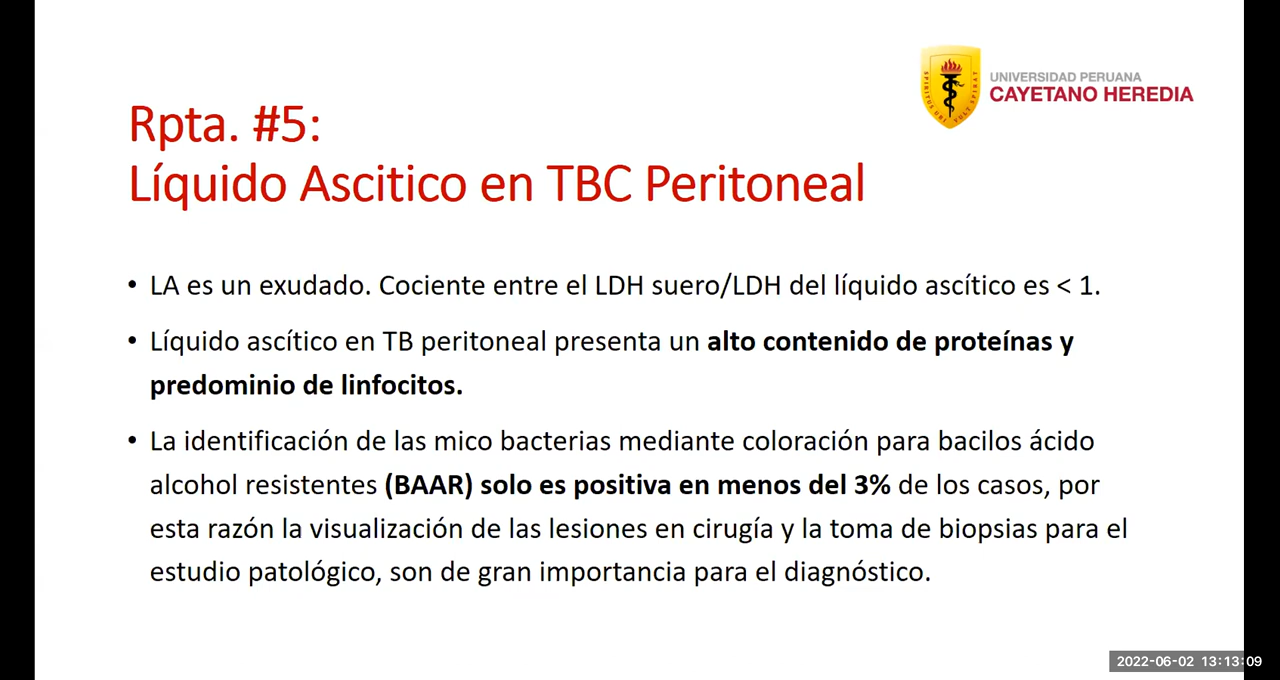 UNIVERSIDAD PERUANA
CAYETANO HEREDIA
Rpta. #5:
Líquido Ascitico en TBC Peritoneal
• LA es un exudado. Cociente entre el LDH suero/LDH del líquido ascítico es < 1.
• Líquido ascítico en TB peritoneal presenta un alto contenido de proteínas y
predominio de linfocitos.
• La identificación de las mico bacterias mediante coloración para bacilos ácido
alcohol resistentes (BAAR) solo es positiva en menos del 3% de los casos, por
esta razón la visualización de las lesiones en cirugía y la toma de biopsias para el
estudio patológico, son de gran importancia para el diagnóstico.
2022-06-02 13:13:09